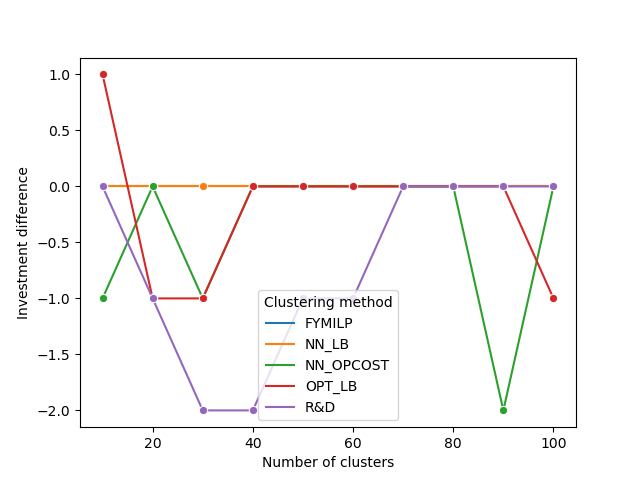 1.0
0.5
0.0
−0.5
−1.0
−1.5
−2.0
Investment difference
Clustering method
FYMILP
NN_LB
NN_OPCOST
OPT_LB
R&D
20
40
60
80
100
Number of clusters